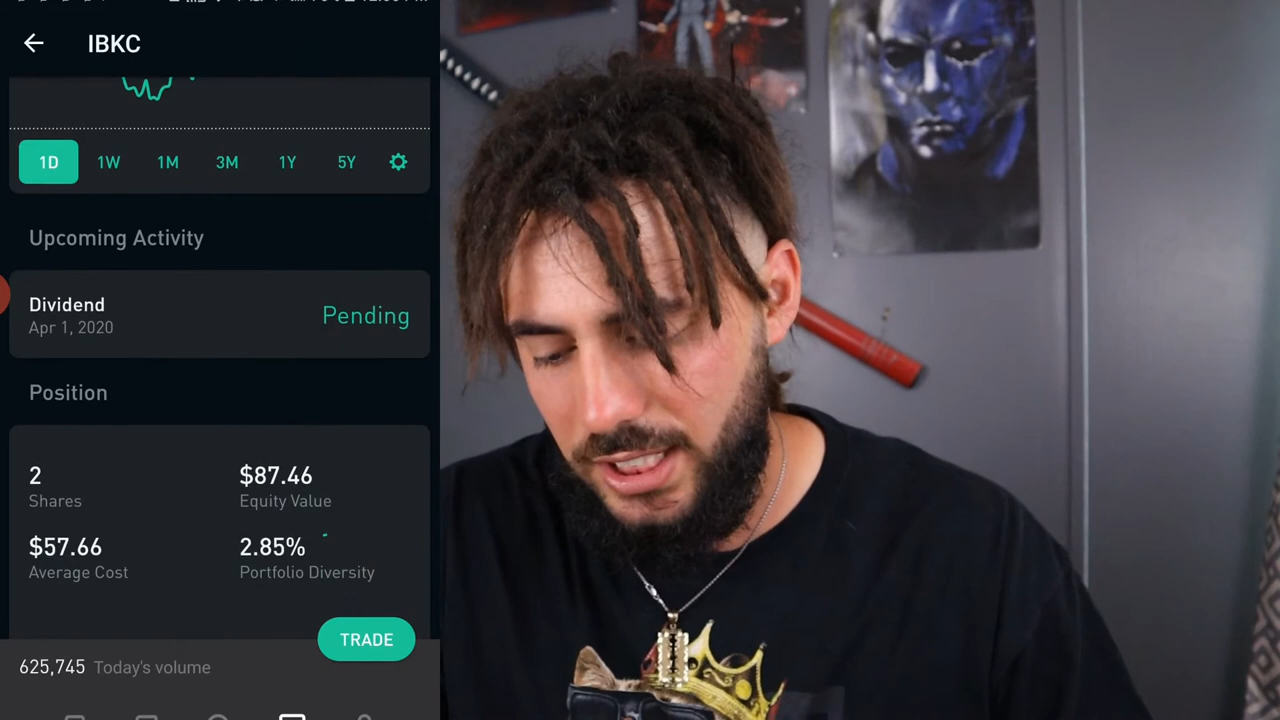 IBKC
1D 1W 1M 3M 1Y 5Y
Upcoming Activity
Dividend
Apr 1, 2020
Pending
Position
2
Shares
$87.46
Equity Value
$57.66
Average Cost
2.85%
Portfolio Diversity
TRADE
625,745 Today's volume